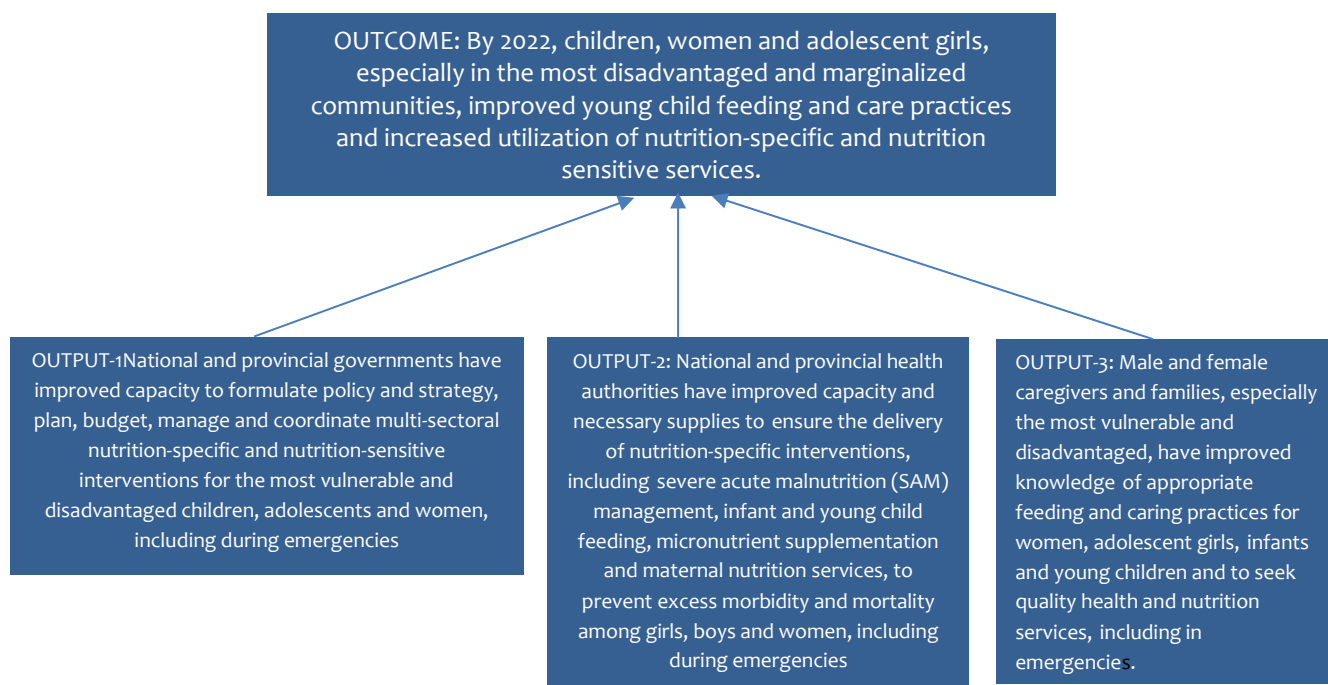 OUTCOME: By 2022, children, women and adolescent girls,
especially in the most disadvantaged and marginalized
communities, improved young child feeding and care practices
and increased utilization of nutrition-specific and nutrition
sensitive services.
OUTPUT-1National and provincial governments have
improved capacity to formulate policy and strategy,
plan, budget, manage and coordinate multi-sectoral
nutrition-specific and nutrition-sensitive
interventions for the most vulnerable and
disadvantaged children, adolescents and women,
including during emergencies
OUTPUT-2: National and provincial health
authorities have improved capacity and
necessary supplies to ensure the delivery
of nutrition-specific interventions,
including severe acute malnutrition (SAM)
management, infant and young child
feeding, micronutrient supplementation
and maternal nutrition services, to
prevent excess morbidity and mortality
among girls, boys and women, including
during emergencies
OUTPUT-3: Male and female
caregivers and families, especially
the most vulnerable and
disadvantaged, have improved
knowledge of appropriate
feeding and caring practices for
women, adolescent girls, infants
and young children and to seek
quality health and nutrition
services, including in
emergencies.